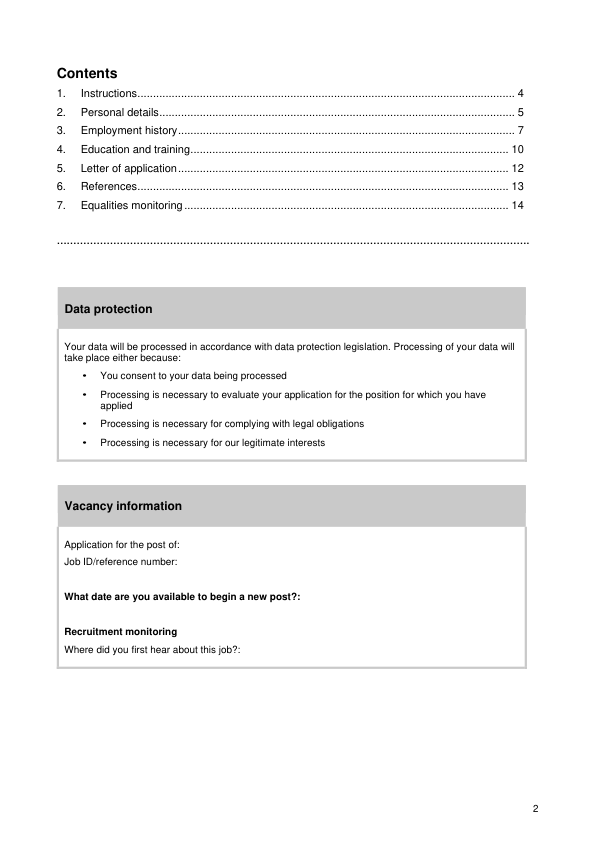 Contents
1. Instructions........................................................................................................................ 4
2. Personal details................................................................................................................. 5
3. Employment history........................................................................................................... 7
4. Education and training..................................................................................................... 10
5. Letter of application......................................................................................................... 12
6. References...................................................................................................................... 13
7. Equalities monitoring....................................................................................................... 14
................................................................................................................................................
Data protection
Your data will be processed in accordance with data protection legislation. Processing of your data will
take place either because:
• You consent to your data being processed
• Processing is necessary to evaluate your application for the position for which you have
applied
• Processing is necessary for complying with legal obligations
• Processing is necessary for our legitimate interests
Vacancy information
Application for the post of:
Job ID/reference number:
What date are you available to begin a new post?:
Recruitment monitoring
Where did you first hear about this job?:
2